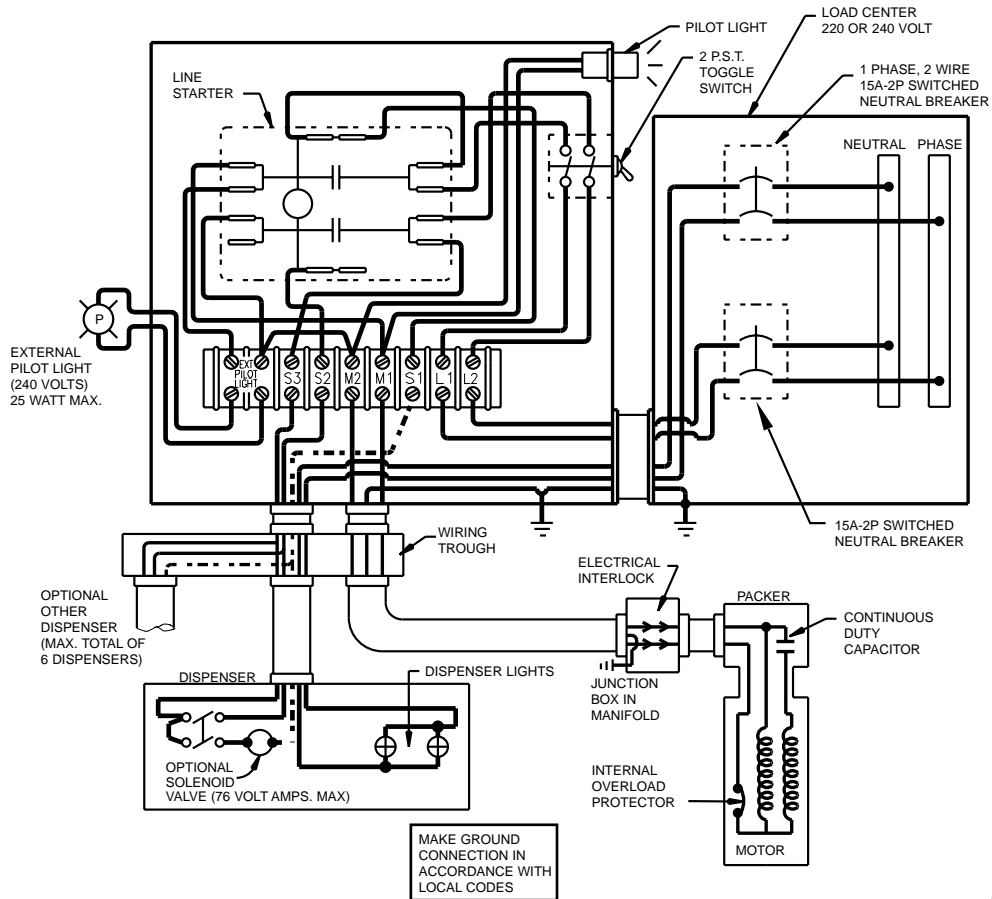 PILOT LIGHT
LOAD CENTER
220 OR 240 VOLT
LINE
STARTER
2 P.S.T.
TOGGLE
SWITCH
1 PHASE, 2 WIRE
15A-2P SWITCHED
NEUTRAL BREAKER
NEUTRAL PHASE
P
EXTERNAL
PILOT LIGHT
(240 VOLTS)
25 WATT MAX.
EXT
PILOT
LIGHT
S3 S2 M2 M1 S1 L1 L2
15A-2P SWITCHED
NEUTRAL BREAKER
WIRING
TROUGH
ELECTRICAL
INTERLOCK
OPTIONAL
OTHER
DISPENSER
(MAX. TOTAL OF
6 DISPENSERS)
PACKER
CONTINUOUS
DUTY
CAPACITOR
DISPENSER
DISPENSER LIGHTS
JUNCTION
BOX IN
MANIFOLD
OPTIONAL
SOLENOID
VALVE (76 VOLT AMPS. MAX)
INTERNAL
OVERLOAD
PROTECTOR
MOTOR
MAKE GROUND
CONNECTION IN
ACCORDANCE WITH
LOCAL CODES